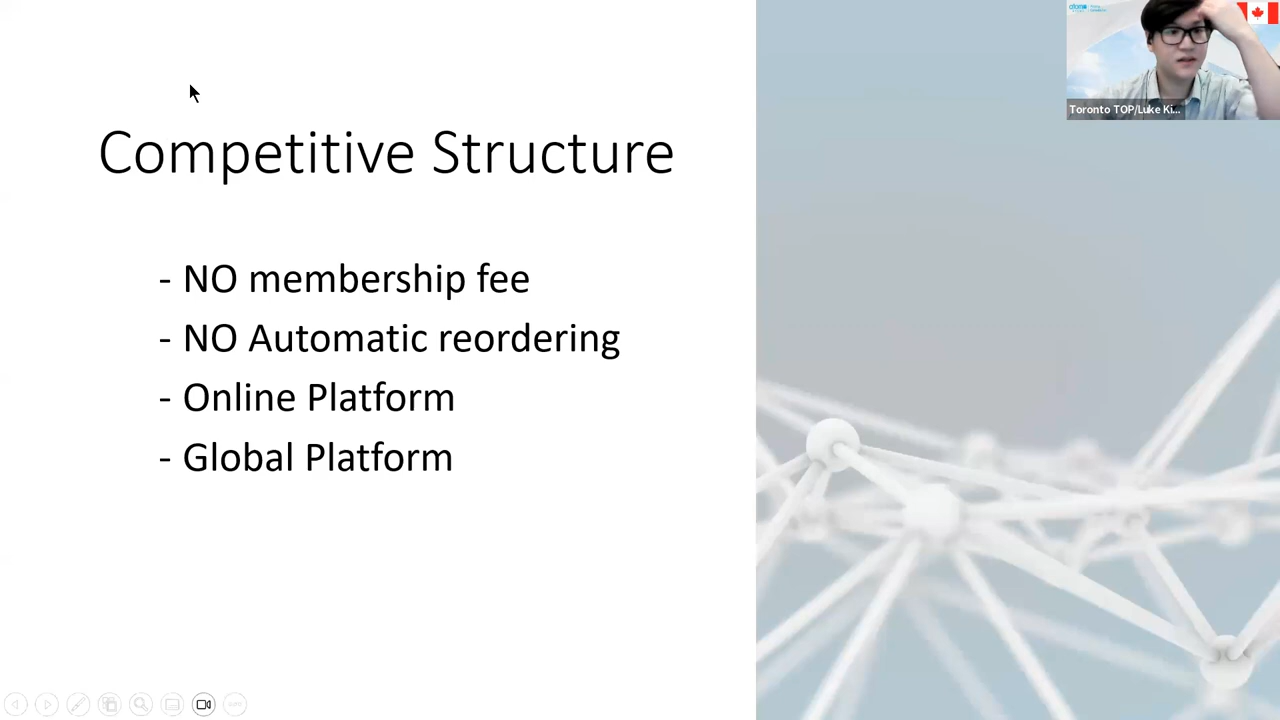 Competitive Structure
- NO membership fee
- NO Automatic reordering
- Online Platform
- Global Platform
Toronto TOP/Luke Ki...